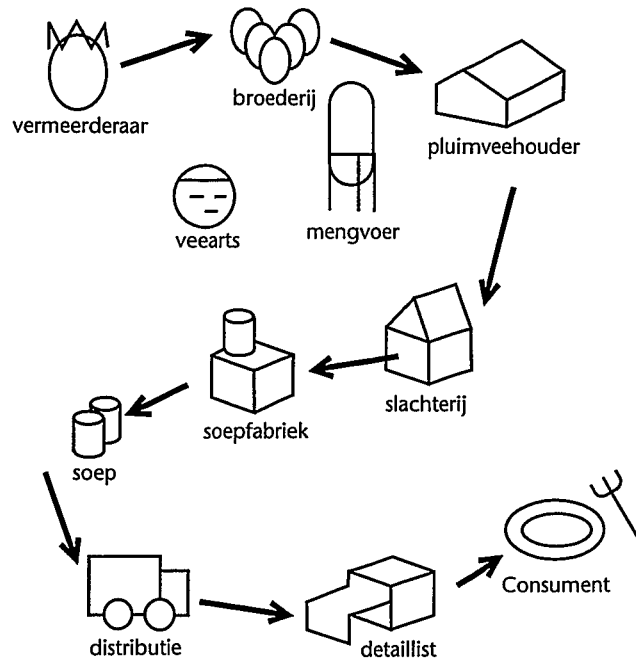 vermeerderaar
broederij
pluimveehouder
veearts
mengvoer
slachterij
soepfabriek
soep
distributie
detaillist
Consument